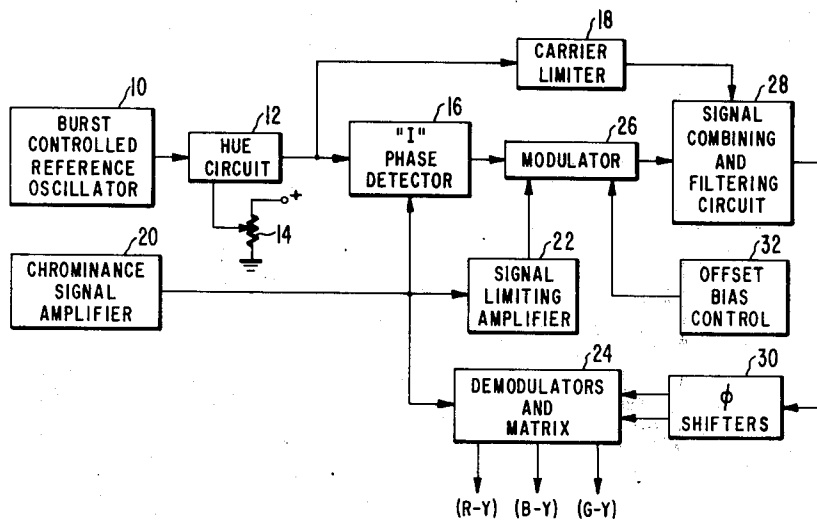 10
BURST
CONTROLLED
REFERENCE
OSCILLATOR
12
HUE
CIRCUIT
+
14
16
"I"
PHASE
DETECTOR
18
CARRIER
LIMITER
26
MODULATOR
28
SIGNAL
COMBINING
AND
FILTERING
CIRCUIT
20
CHROMINANCE
SIGNAL
AMPLIFIER
22
SIGNAL
LIMITING
AMPLIFIER
32
OFFSET
BIAS
CONTROL
24
DEMODULATORS
AND
MATRIX
30
ϕ
SHIFTERS
(R-Y) (B-Y) (G-Y)